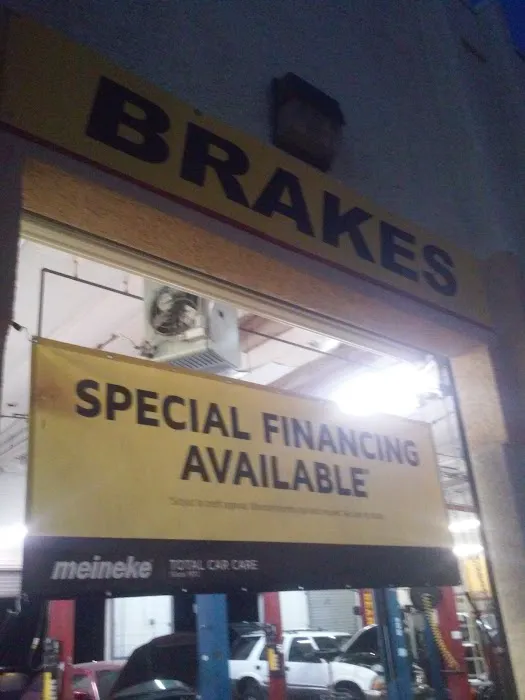 BRAKES
SPECIAL FINANCING
AVAILABLE*
meineke TOTAL CAR CARE